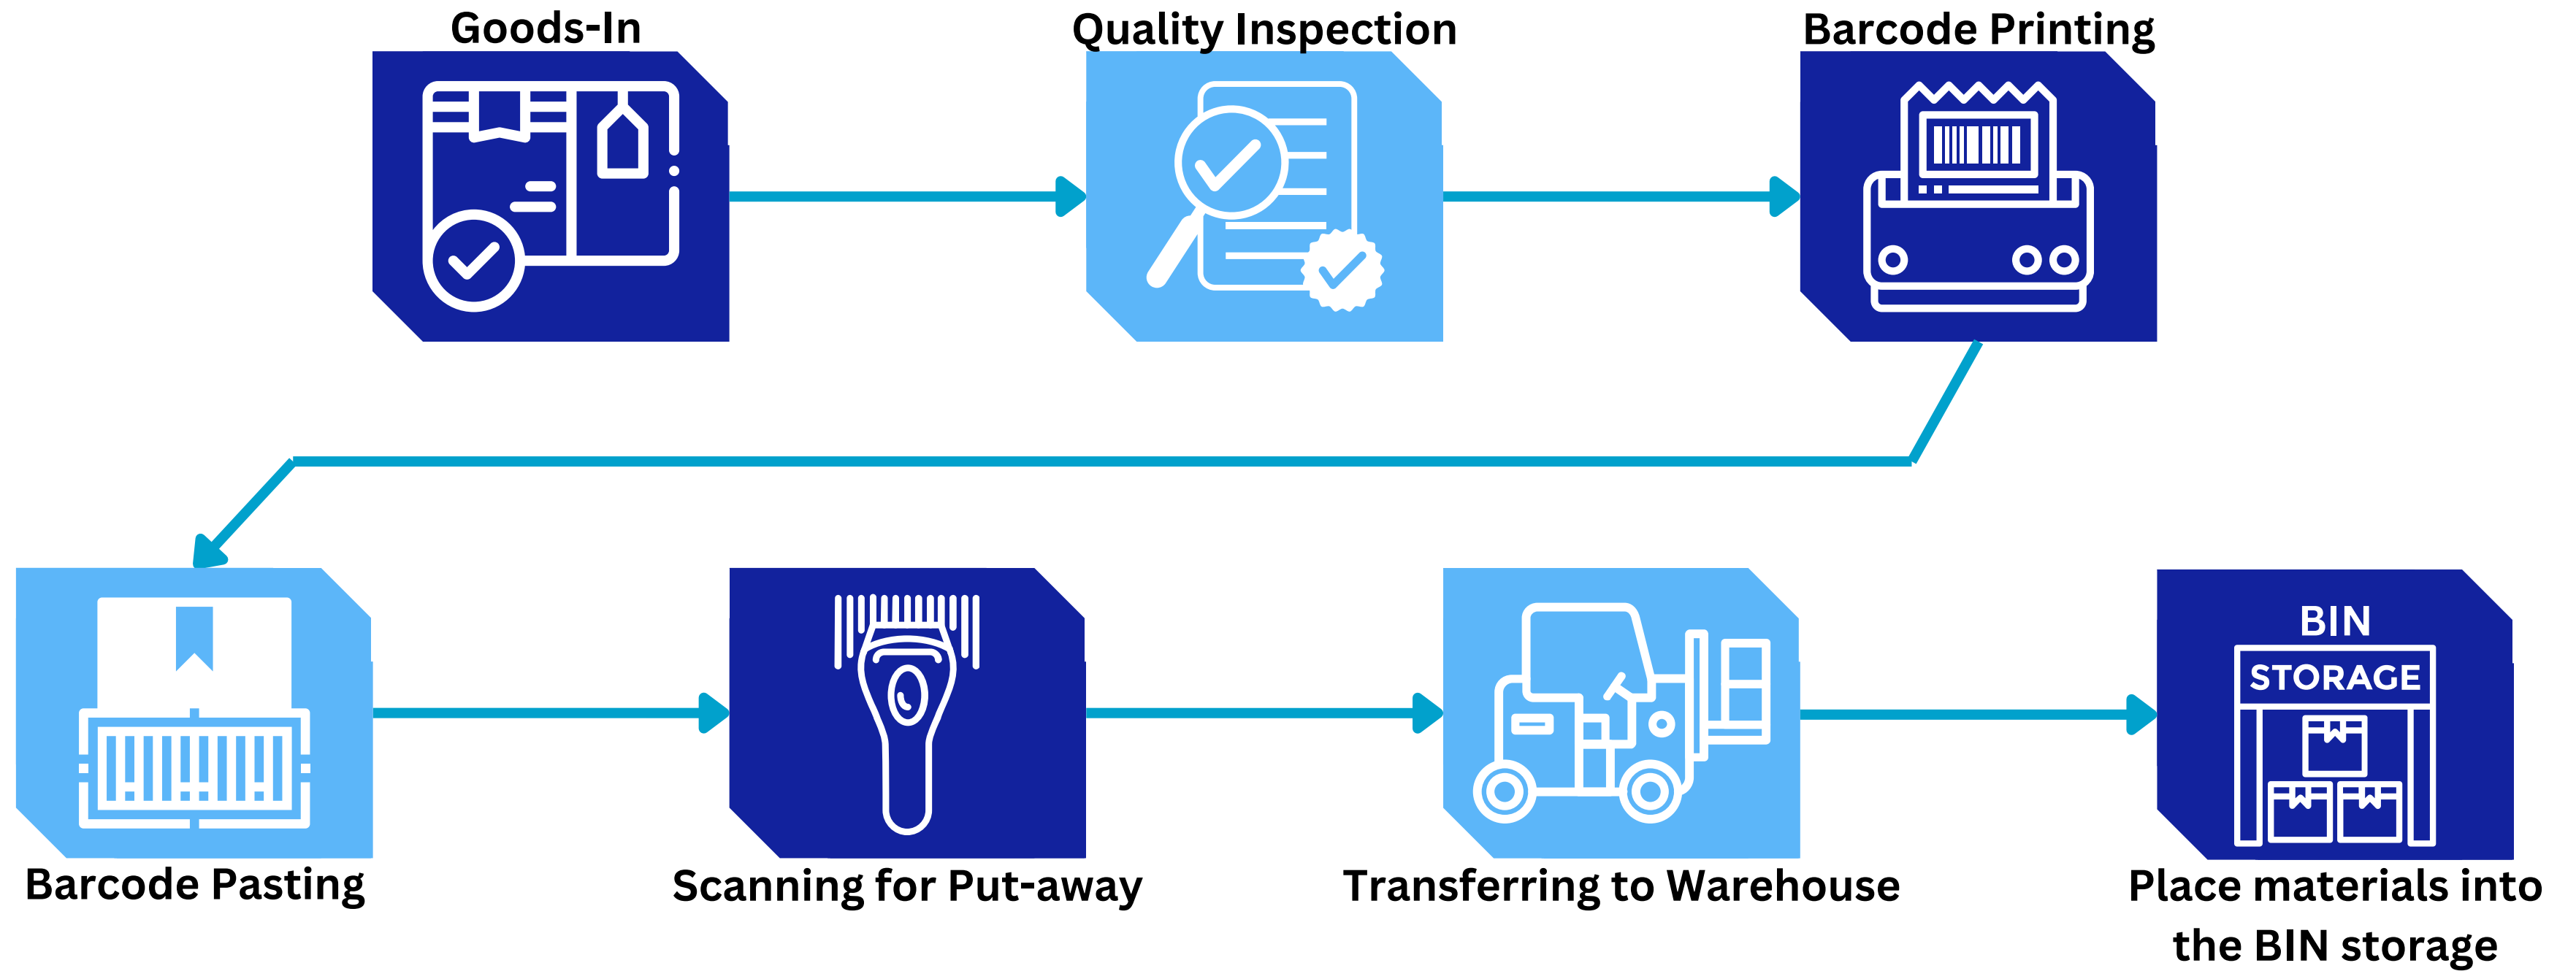 Goods-In
Quality Inspection
Barcode Printing
Barcode Pasting
Scanning for Put-away
Transferring to Warehouse
BIN
STORAGE
Place materials into
the BIN storage